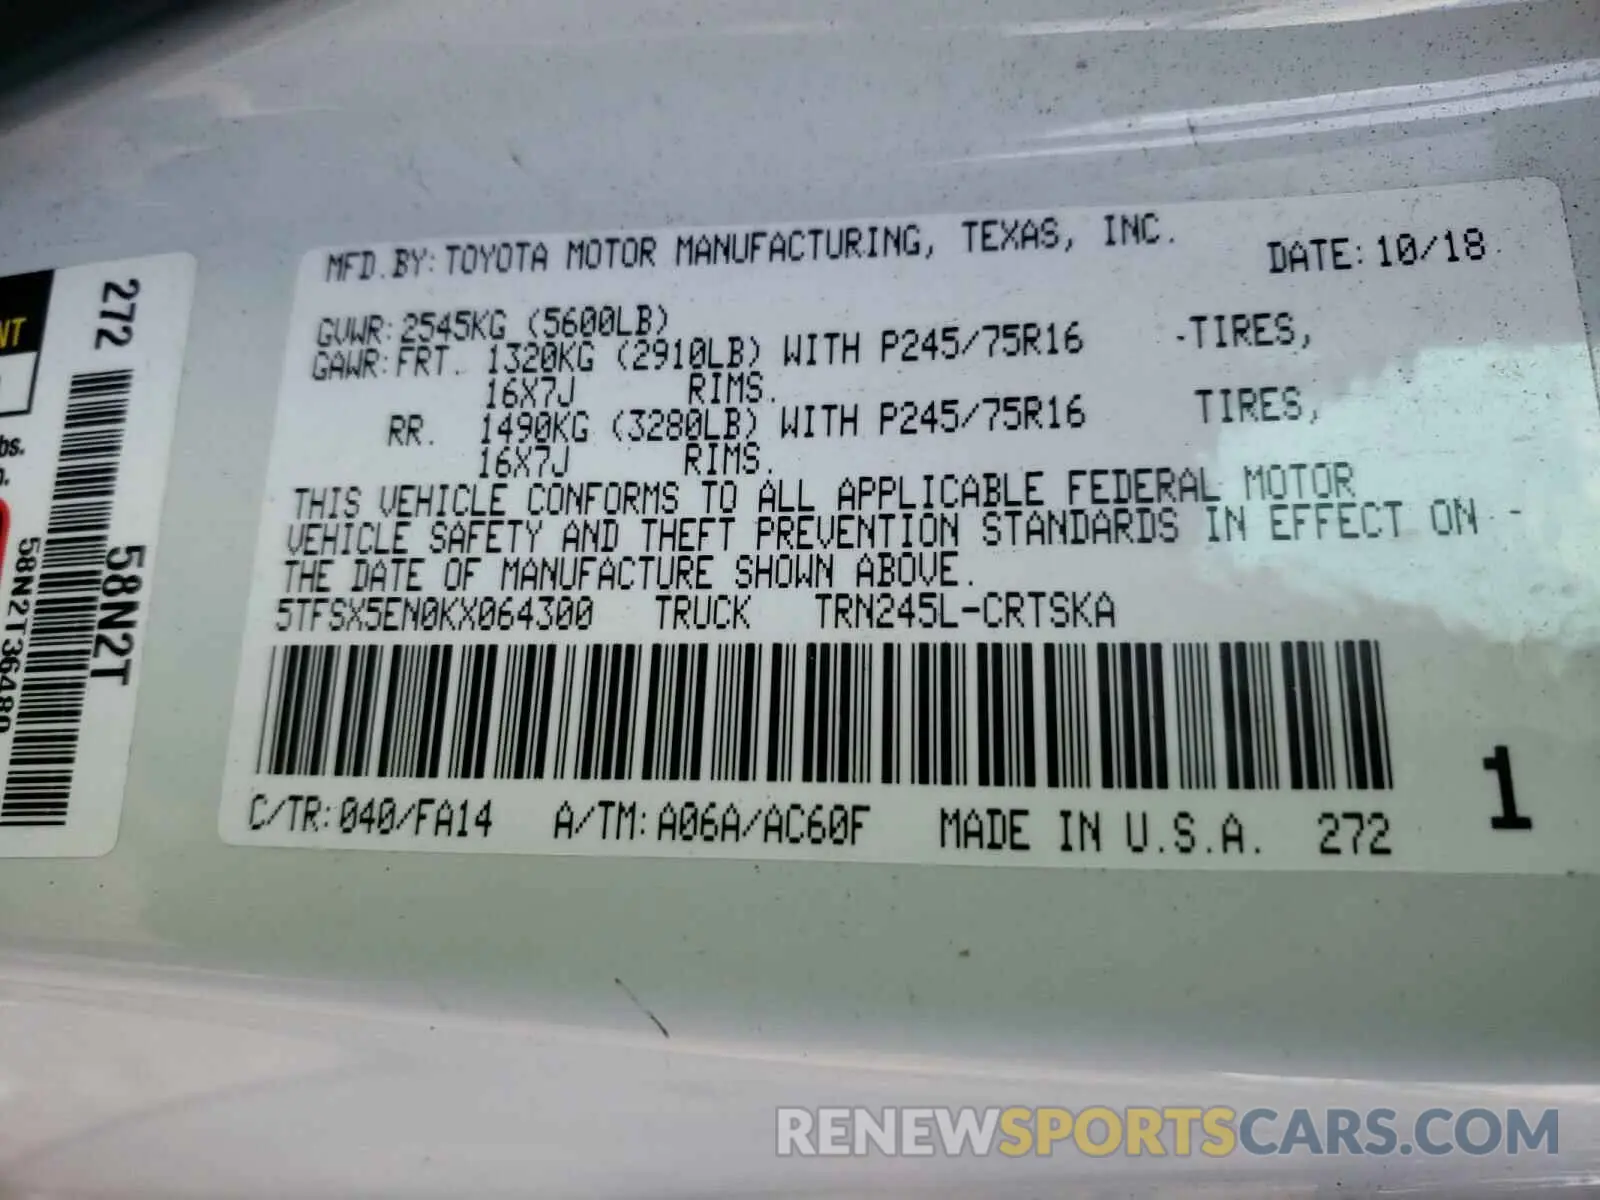 MFD.BY:TOYOTA MOTOR MANUFACTURING, TEXAS, INC. DATE:10/18
GVWR:2545KG (5600LB)
GAWR:FRT. 1320KG (2910LB) WITH P245/75R16 -TIRES,
16X7J RIMS.
RR. 1490KG (3280LB) WITH P245/75R16 TIRES,
16X7J RIMS.
THIS VEHICLE CONFORMS TO ALL APPLICABLE FEDERAL MOTOR
VEHICLE SAFETY AND THEFT PREVENTION STANDARDS IN EFFECT ON
THE DATE OF MANUFACTURE SHOWN ABOVE.
5TFSX5EN0KX064300 TRUCK TRN245L-CRTSKA
C/TR:040/FA14 A/TM:A06A/AC60F MADE IN U.S.A. 272
1
272
58N2T
58N2T36480
NT
bs.
RENEWSPORTSCARS.COM